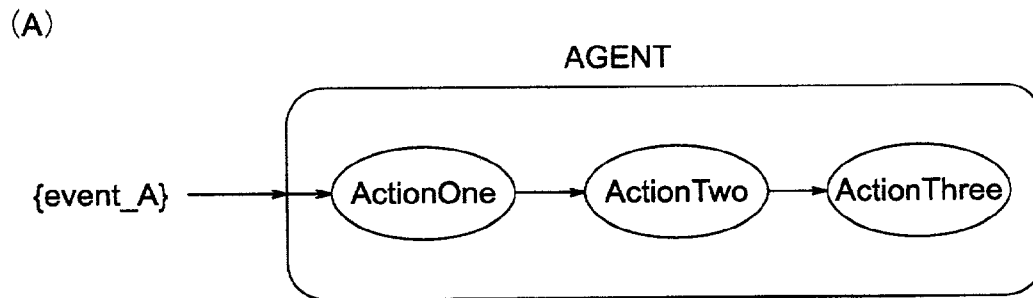 (A)
AGENT
{event_A}
ActionOne
ActionTwo
ActionThree